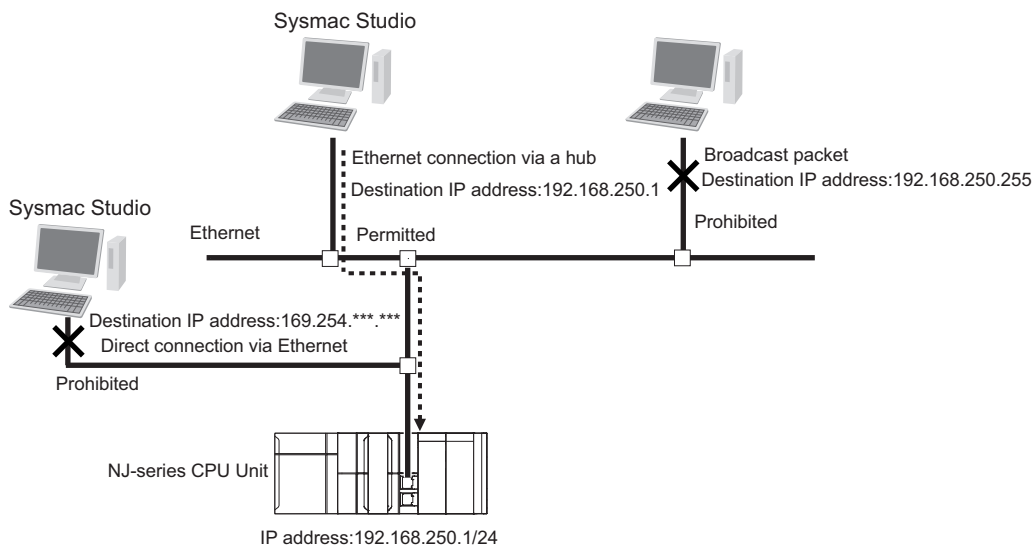 Sysmac Studio
Ethernet connection via a hub
Destination IP address:192.168.250.1
Broadcast packet
Destination IP address:192.168.250.255
Prohibited
Sysmac Studio
Ethernet
Permitted
Destination IP address:169.254.***.***
Direct connection via Ethernet
Prohibited
NJ-series CPU Unit
IP address:192.168.250.1/24